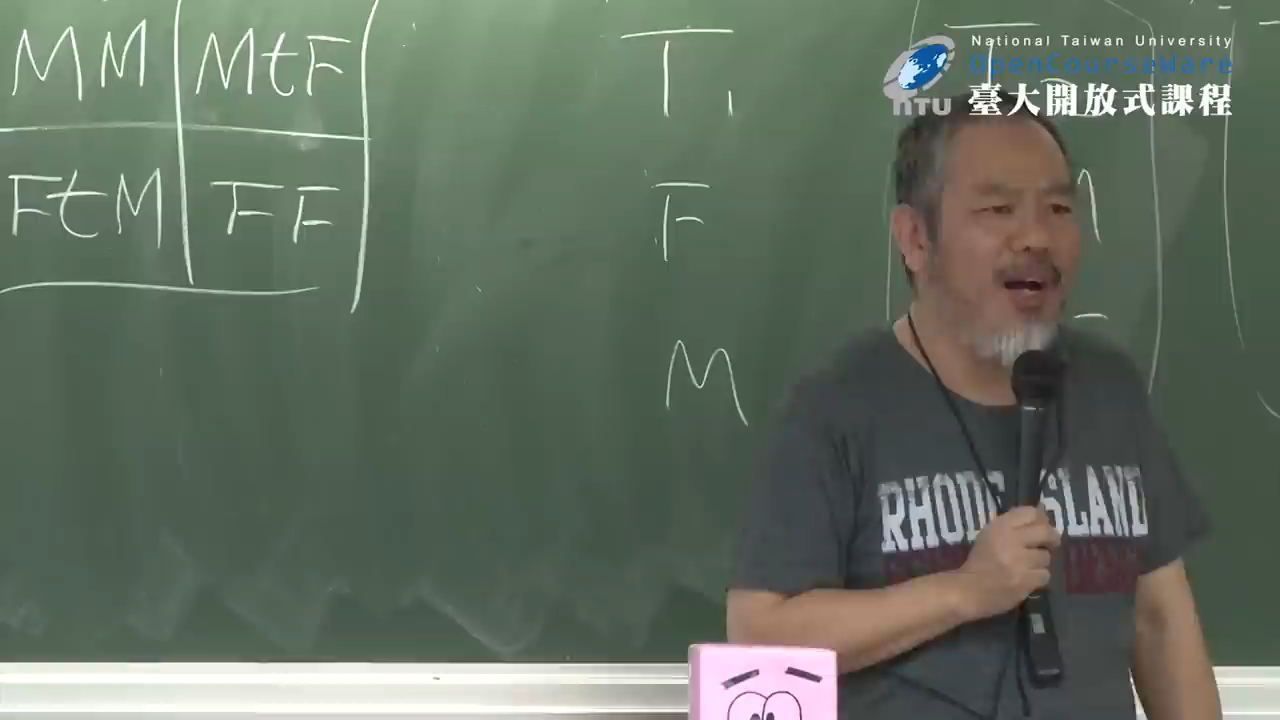 MM MtF
FtM FF
T,
F
M
National Taiwan University
OpenCourseWare
臺大開放式課程
NTU
RHODE ISLAND